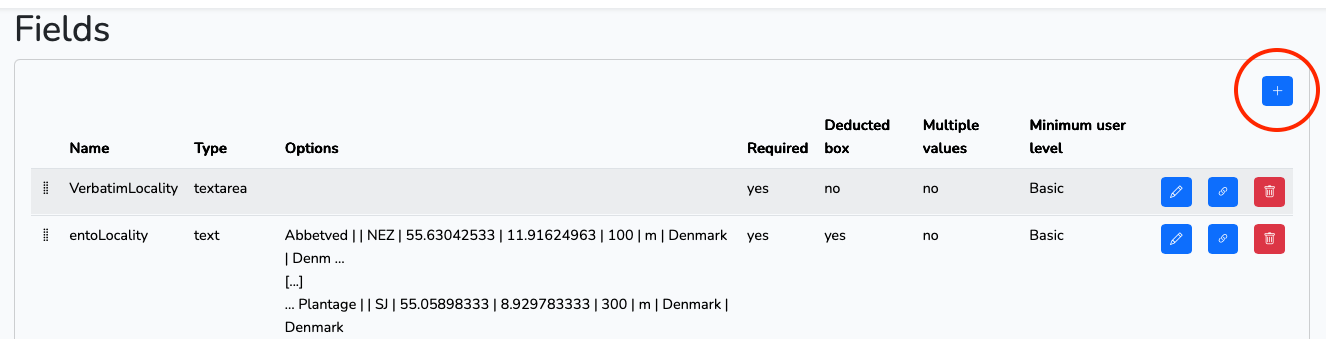 Fields
+
Name Type Options Required Deducted box Multiple values Minimum user level
VerbatimLocality textarea yes no no Basic
entoLocality text Abbetved | | NEZ | 55.63042533 | 11.91624963 | 100 | m | Denmark yes yes no Basic
| Denm ...
[...]
... Plantage | | SJ | 55.05898333 | 8.929783333 | 300 | m | Denmark |
Denmark